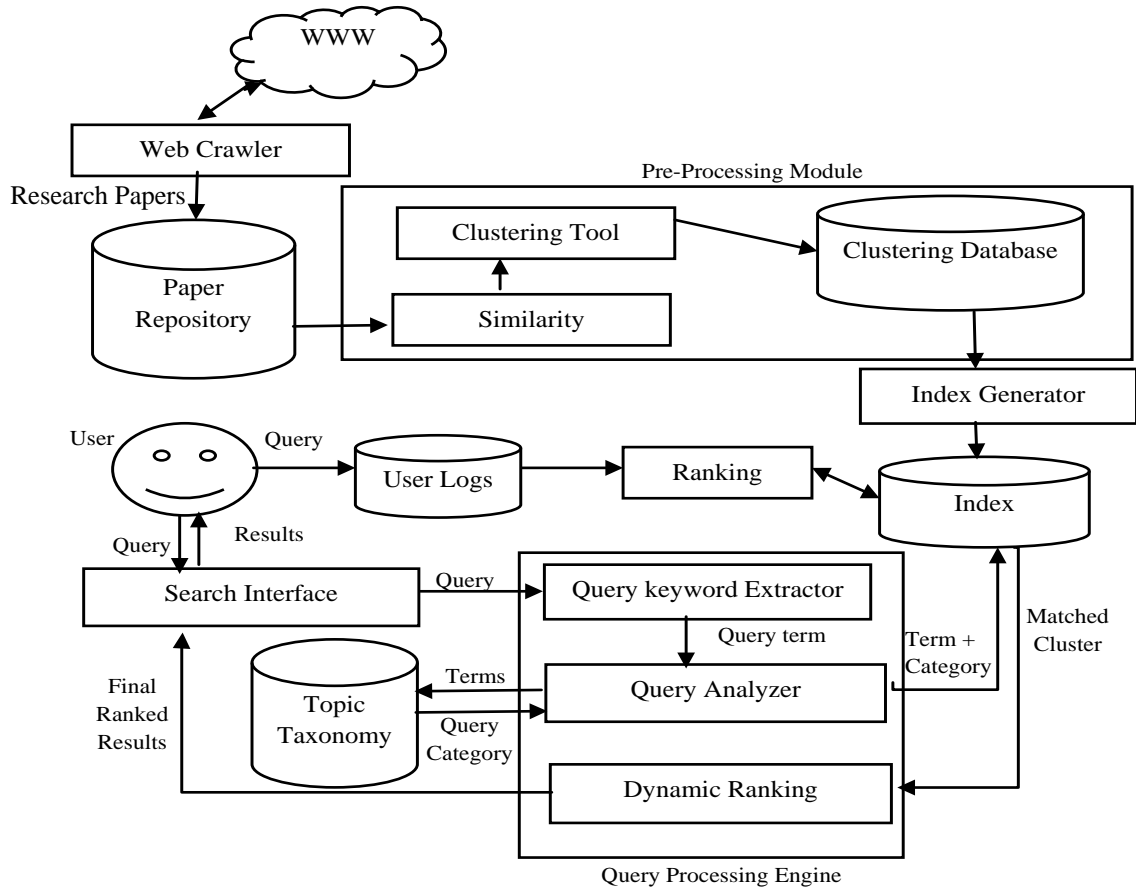 WWW
Web Crawler
Research Papers
Pre-Processing Module
Paper
Repository
Clustering Tool
Similarity
Clustering Database
Index Generator
User
Query
User Logs
Ranking
Index
Query
Results
Search Interface
Query
Query keyword Extractor
Query term
Term +
Category
Matched
Cluster
Topic
Taxonomy
Terms
Query
Category
Query Analyzer
Final
Ranked
Results
Dynamic Ranking
Query Processing Engine